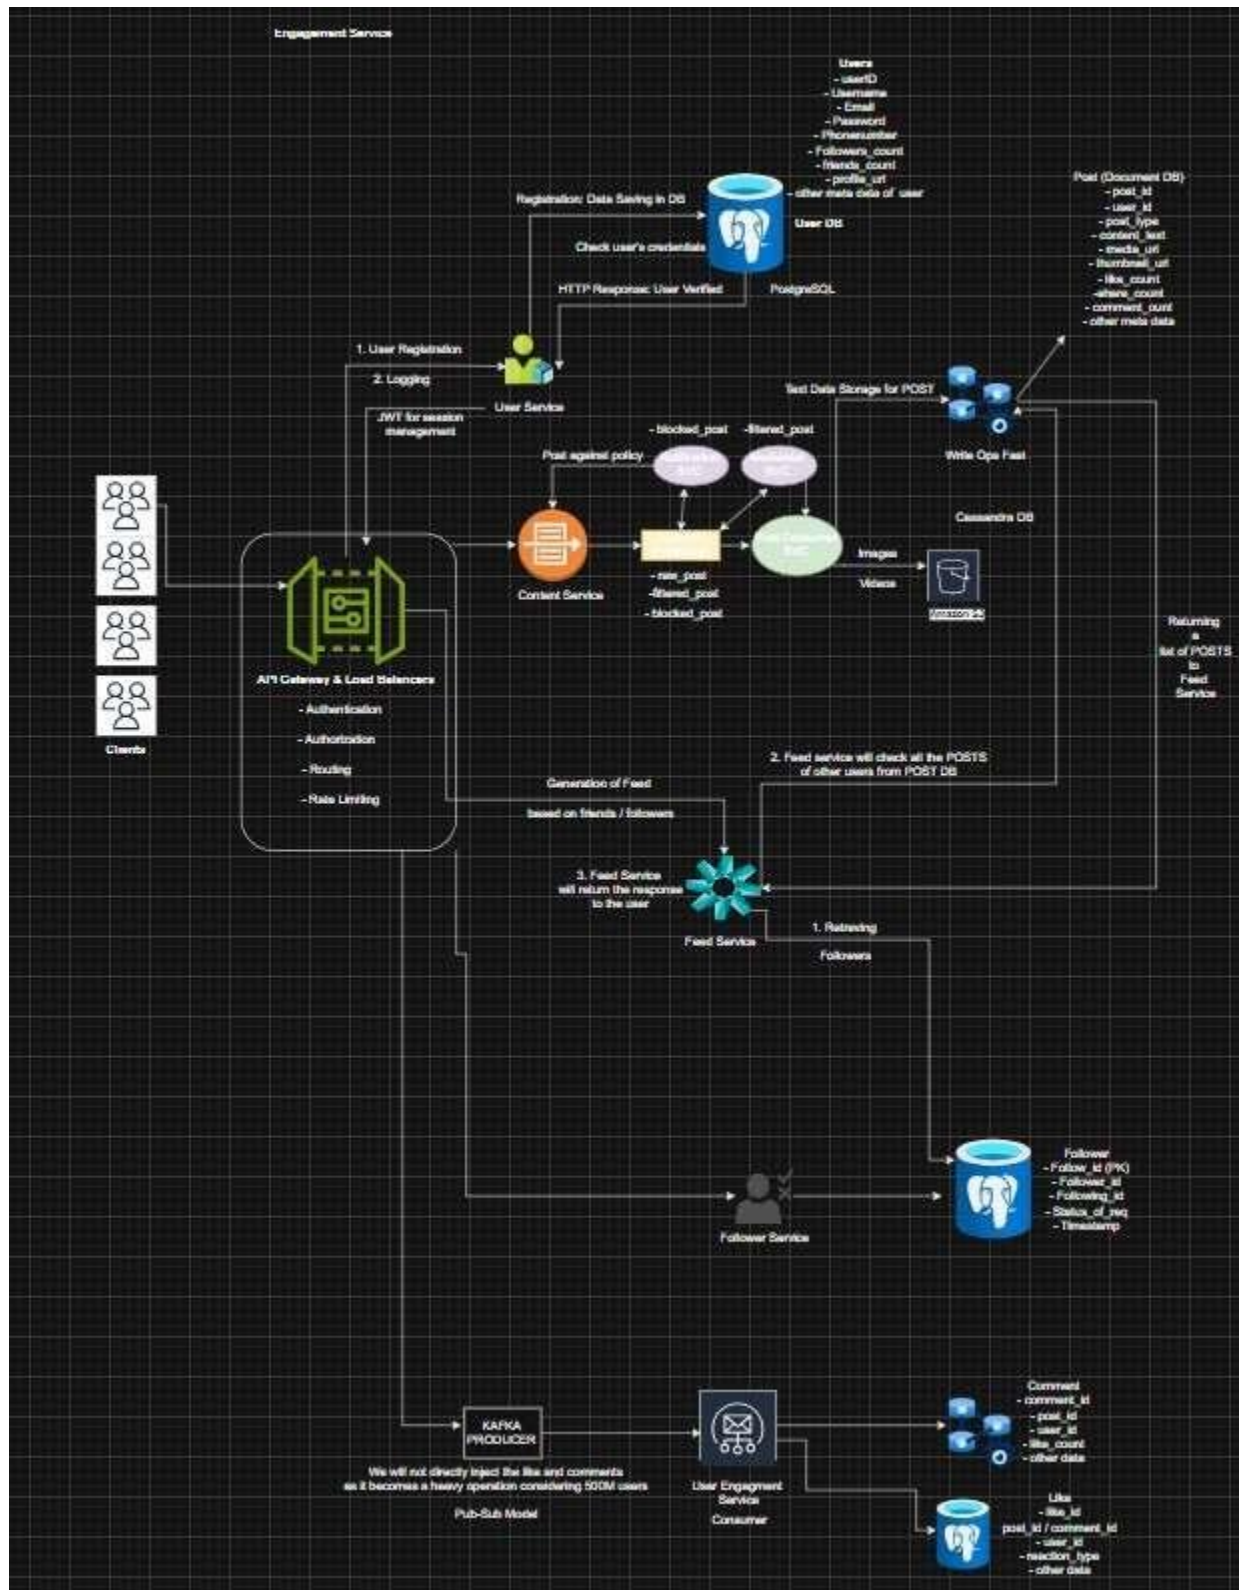 Engagement Service
Users
- userID
- Username
- Email
- Password
- Phonenumber
- Followers_count
- friends_count
- profile_url
- other meta data of user
User DB
PostgreSQL
Registration: Data Saving in DB
Check user's credentials
HTTP Response: User Verified
Post (Document DB)
- post_id
- user_id
- post_type
- content_text
- media_url
- thumbnail_url
- like_count
-share_count
- comment_ount
- other meta data
1. User Registration
2. Logging
User Service
JWT for session
management
Text Data Storage for POST
Write Ops Fast
Cassandra DB
- blocked_post
-filtered_post
Post against policy
Content Service
- raw_post
-filtered_post
- blocked_post
Images
Videos
Amazon S3
Returning
a
list of POSTS
to
Feed
Service
API Gateway & Load Balancers
- Authentication
- Authorization
- Routing
- Rate Limiting
Clients
2. Feed service will check all the POSTS
of other users from POST DB
Generation of Feed
based on friends / followers
3. Feed Service
will return the response
to the user
Feed Service
1. Retreving
Followers
Follower
- Follow_id (PK)
- Follower_id
- Following_id
- Status_of_req
- Timestamp
Follower Service
KAFKA
PRODUCER
We will not directly inject the like and comments
as it becomes a heavy operation considering 500M users
Pub-Sub Model
User Engagment
Service
Consumer
Comment
- comment_id
- post_id
- user_id
- like_count
- other data
Like
- like_id
post_id / comment_id
- user_id
- reaction_type
- other data